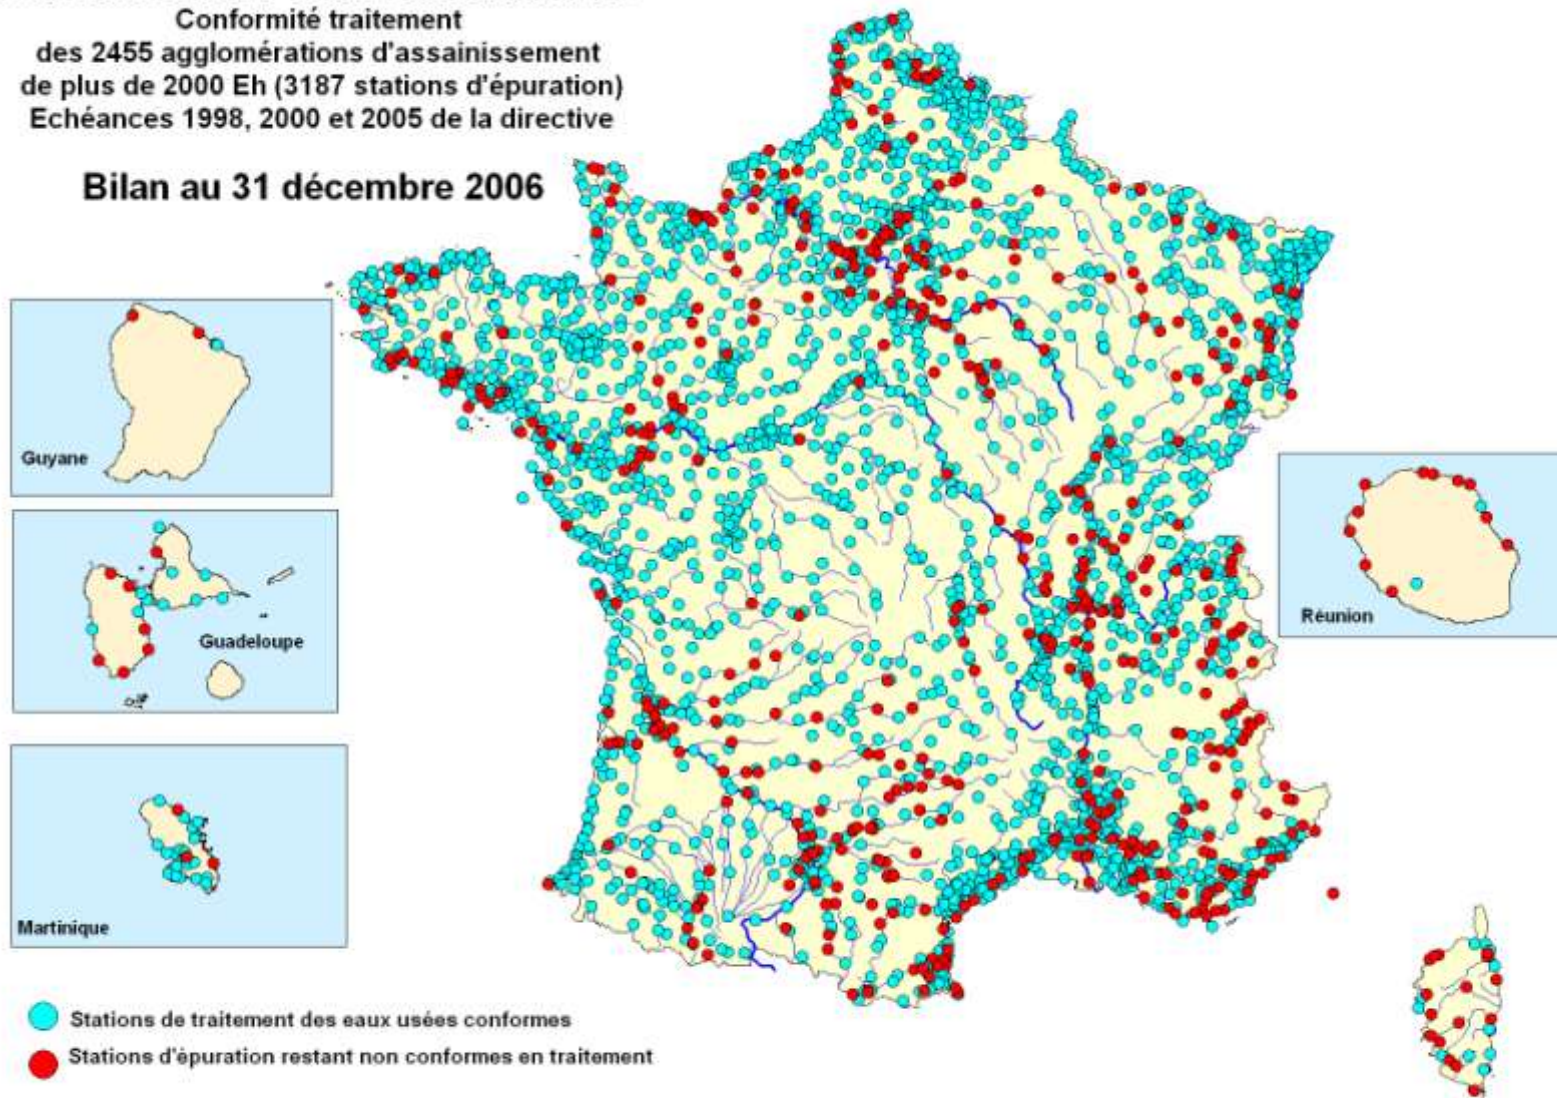 Conformité traitement
des 2455 agglomérations d'assainissement
de plus de 2000 Eh (3187 stations d'épuration)
Echéances 1998, 2000 et 2005 de la directive
Bilan au 31 décembre 2006
Guyane
Guadeloupe
Martinique
Réunion
Stations de traitement des eaux usées conformes
Stations d'épuration restant non conformes en traitement